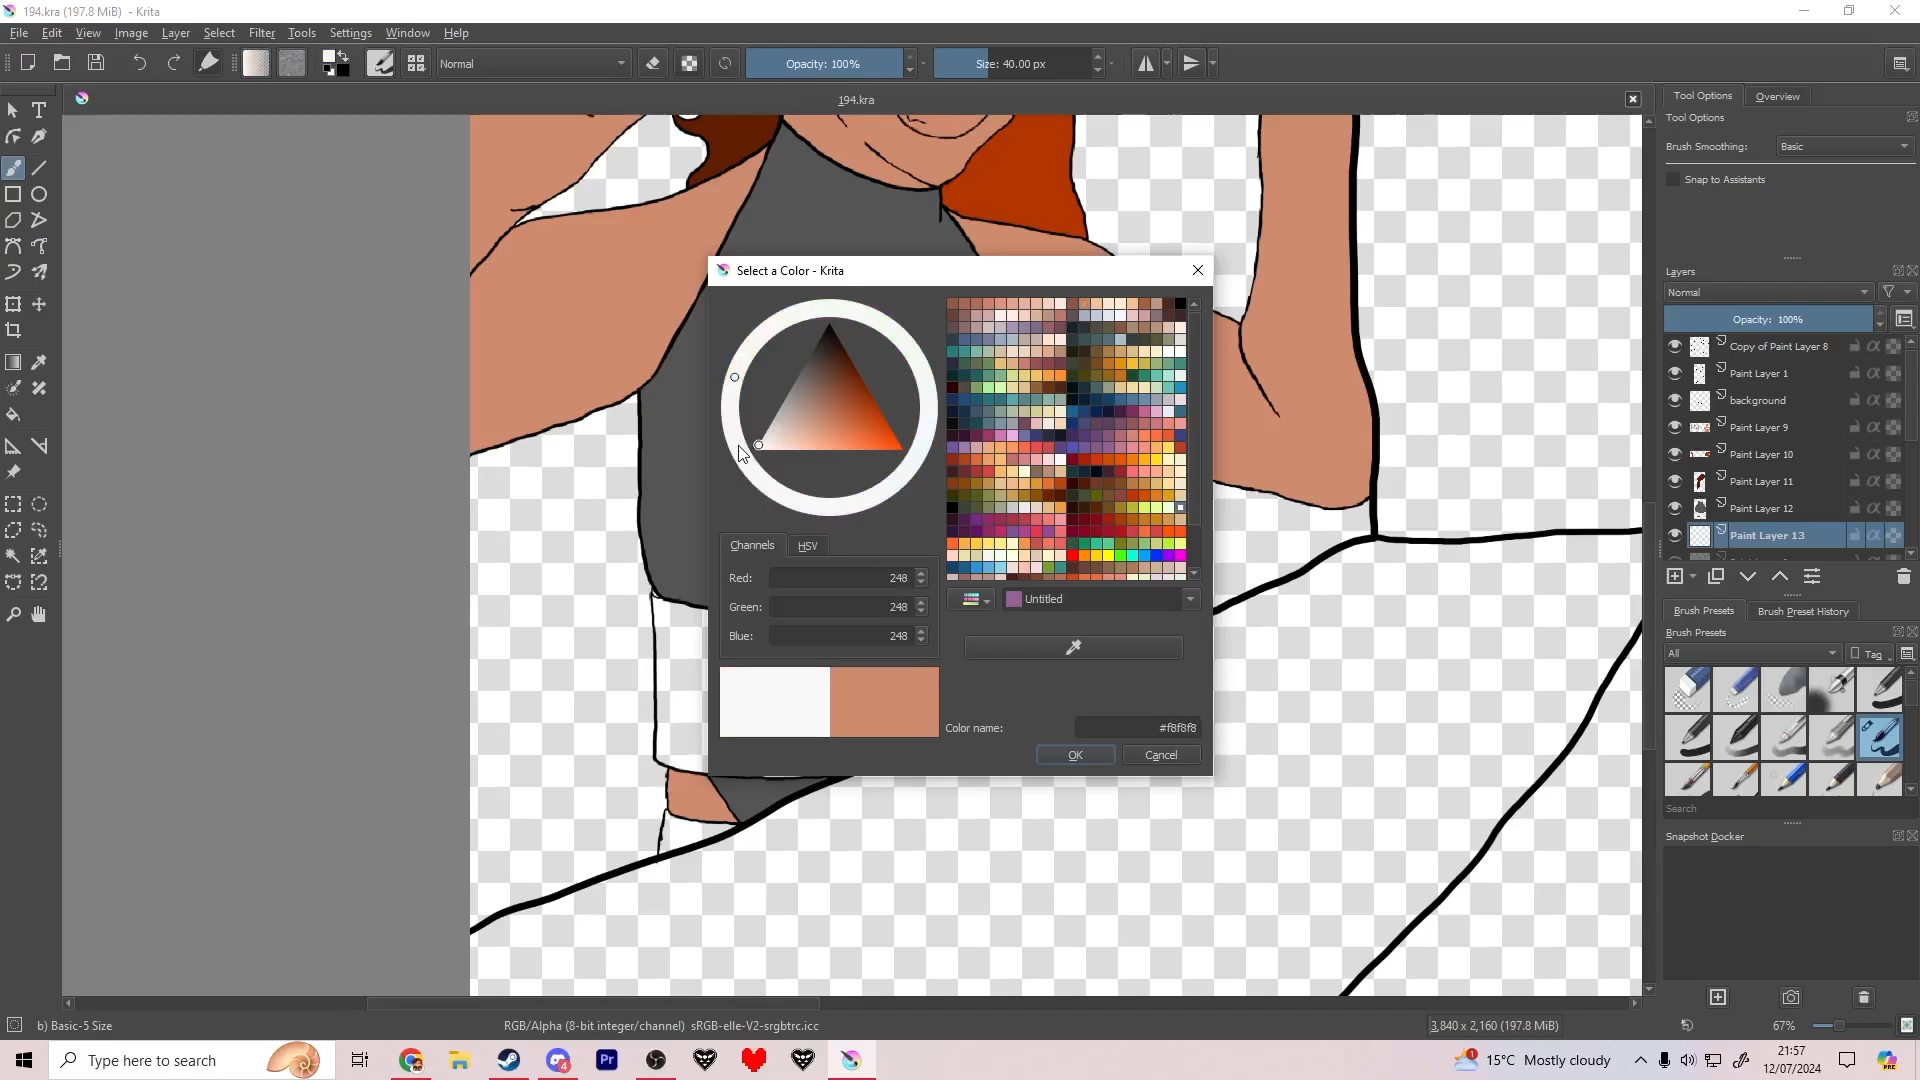 194.kra (197.8 MiB) - Krita
File Edit View Image Layer Select Filter Tools Settings Window Help
Normal
Opacity: 100%
Size: 40.00 px
194.kra
Tool Options
Overview
Tool Options
Brush Smoothing: Basic
Snap to Assistants
Select a Color - Krita
Channels
HSV
Red: 248
Green: 248
Blue: 248
Untitled
Color name: #f8f8f8
OK
Cancel
Layers
Normal
Opacity: 100%
Copy of Paint Layer 8
Paint Layer 1
background
Paint Layer 9
Paint Layer 10
Paint Layer 11
Paint Layer 12
Paint Layer 13
Brush Presets
Brush Preset History
Brush Presets
All
Tag
Search
Snapshot Docker
b) Basic-5 Size
RGB/Alpha (8-bit integer/channel) sRGB-elle-V2-srgbtrc.icc
3,840 x 2,160 (197.8 MiB)
67%
Type here to search
4
Pr
1
15°C Mostly cloudy
21:57
12/07/2024
PRE